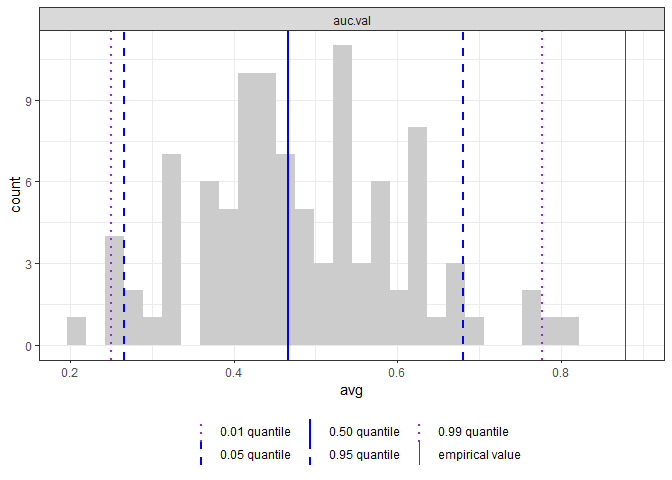 auc.val
9
6
3
0
count
0.2 0.4 0.6 0.8
avg
0.01 quantile 0.50 quantile 0.99 quantile
0.05 quantile 0.95 quantile empirical value